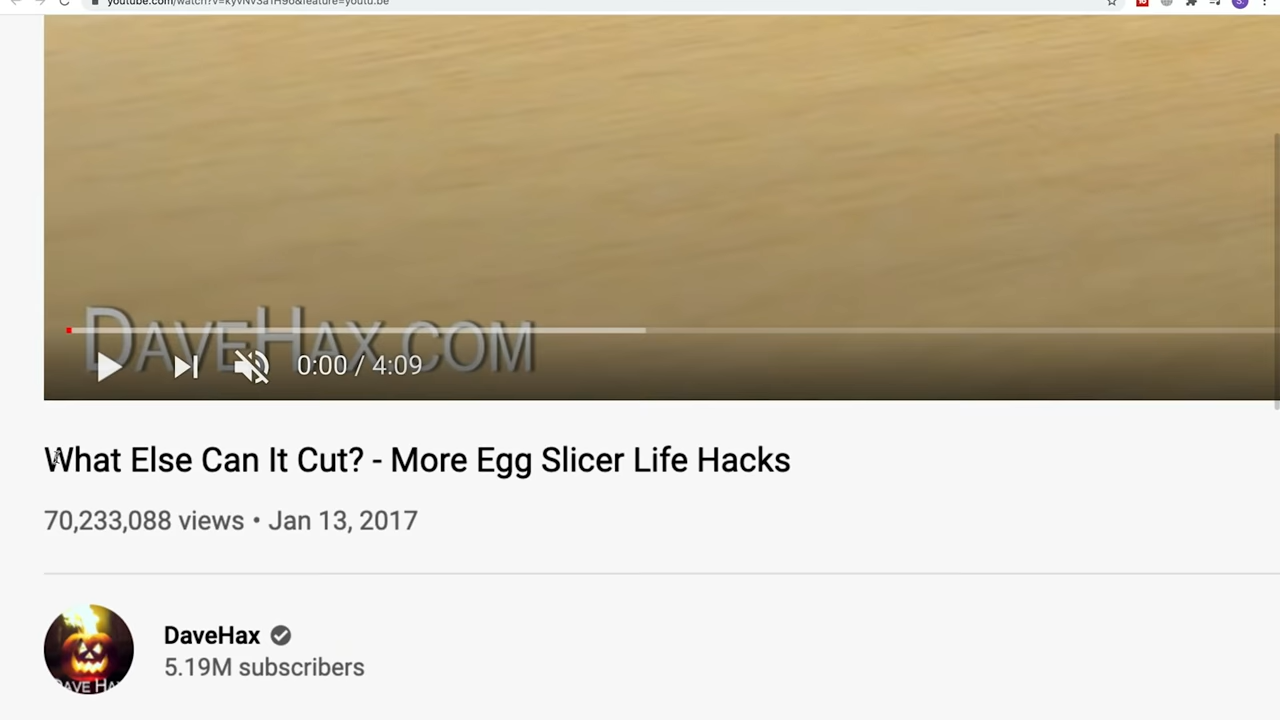 DAVEHAX.COM
0:00 / 4:09
What Else Can It Cut? - More Egg Slicer Life Hacks
70,233,088 views • Jan 13, 2017
DaveHax
5.19M subscribers